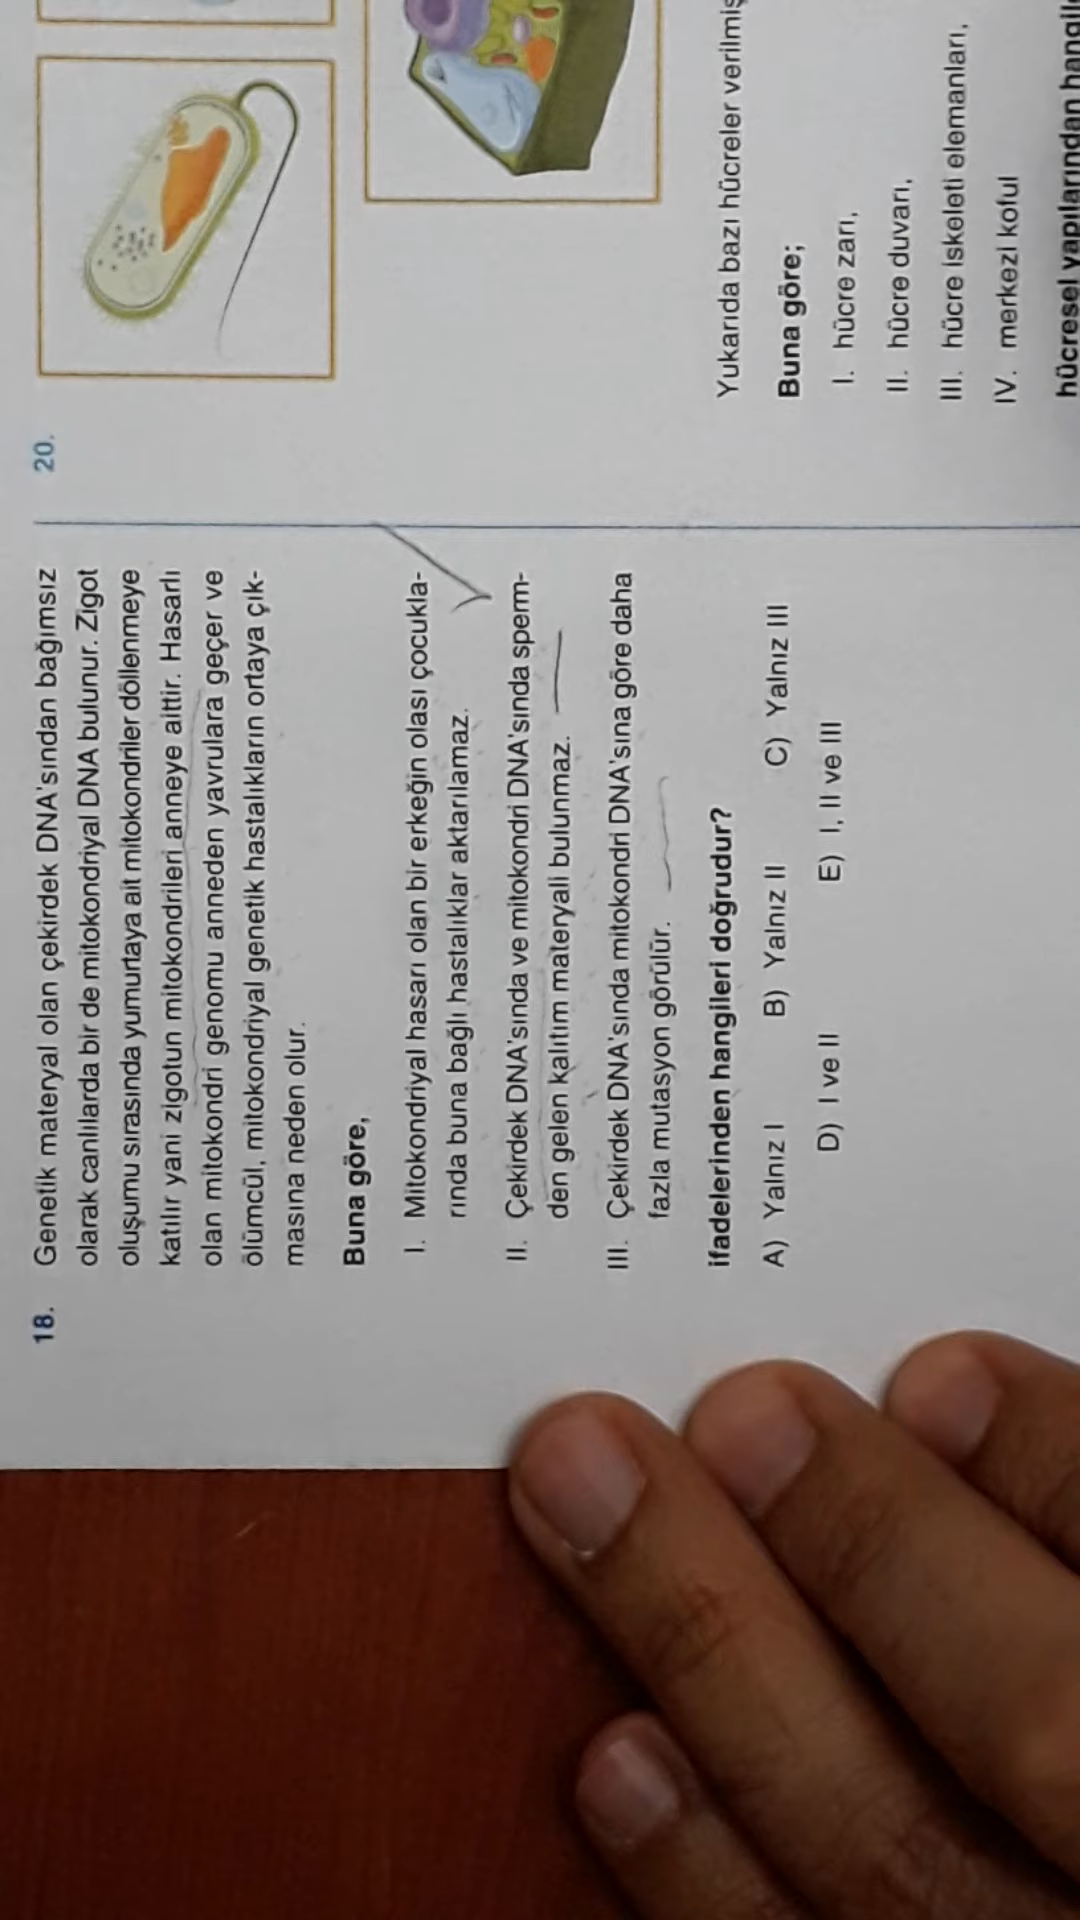 18. Genetik materyal olan çekirdek DNA'sından bağımsız
olarak canlılarda bir de mitokondriyal DNA bulunur. Zigot
oluşumu sırasında yumurtaya ait mitokondriler döllenmeye
katılır yani zigotun mitokondrileri anneye aittir. Hasarlı
olan mitokondri genomu anneden yavrulara geçer ve
ölümcül, mitokondriyal genetik hastalıkların ortaya çık-
masına neden olur.
Buna göre,
I. Mitokondriyal hasarı olan bir erkeğin olası çocukla-
rında buna bağlı hastalıklar aktarılamaz.
II. Çekirdek DNA'sında ve mitokondri DNA'sında sperm-
den gelen kalıtım materyali bulunmaz.
III. Çekirdek DNA'sında mitokondri DNA'sına göre daha
fazla mutasyon görülür.
ifadelerinden hangileri doğrudur?
A) Yalnız I B) Yalnız II C) Yalnız III
D) I ve II E) I, II ve III
20.
Yukarıda bazı hücreler verilmiş
Buna göre;
I. hücre zarı,
II. hücre duvarı,
III. hücre iskeleti elemanları,
IV. merkezi koful
hücresel yapılarından